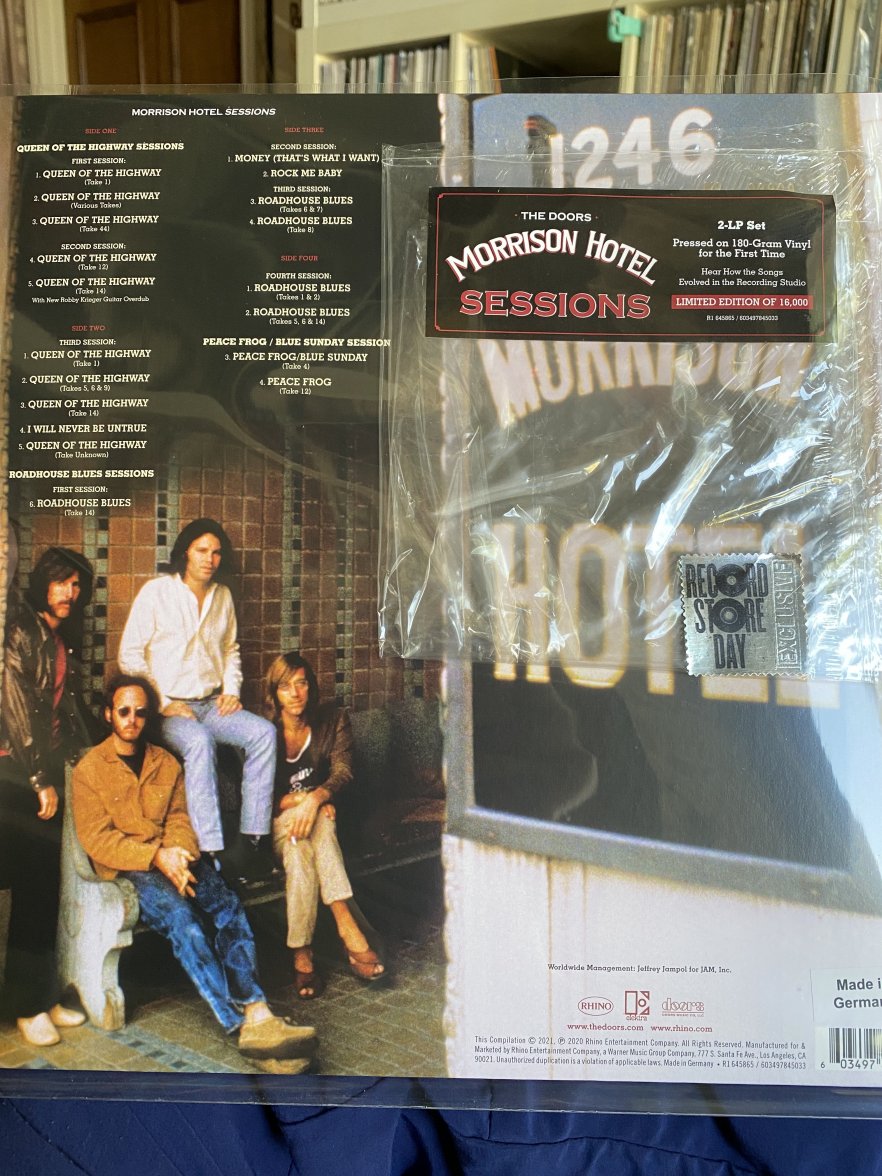 MORRISON HOTEL SESSIONS
SIDE ONE
QUEEN OF THE HIGHWAY SESSIONS
FIRST SESSION:
1. QUEEN OF THE HIGHWAY
(Take 1)
2. QUEEN OF THE HIGHWAY
(Various Takes)
3. QUEEN OF THE HIGHWAY
(Take 44)
SECOND SESSION:
4. QUEEN OF THE HIGHWAY
(Take 12)
5. QUEEN OF THE HIGHWAY
(Take 14)
With New Robby Krieger Guitar Overdub
SIDE TWO
THIRD SESSION:
1. QUEEN OF THE HIGHWAY
(Take 1)
2. QUEEN OF THE HIGHWAY
(Takes 5, 6 & 9)
3. QUEEN OF THE HIGHWAY
(Take 14)
4. I WILL NEVER BE UNTRUE
5. QUEEN OF THE HIGHWAY
(Take Unknown)
ROADHOUSE BLUES SESSIONS
FIRST SESSION:
6. ROADHOUSE BLUES
(Take 14)
SIDE THREE
SECOND SESSION:
1. MONEY (THAT'S WHAT I WANT)
2. ROCK ME BABY
THIRD SESSION:
3. ROADHOUSE BLUES
(Takes 6 & 7)
4. ROADHOUSE BLUES
(Take 8)
SIDE FOUR
FOURTH SESSION:
1. ROADHOUSE BLUES
(Takes 1 & 2)
2. ROADHOUSE BLUES
(Takes 5, 6 & 14)
PEACE FROG / BLUE SUNDAY SESSION
3. PEACE FROG/BLUE SUNDAY
(Take 4)
4. PEACE FROG
(Take 12)
1246
· THE DOORS ·
MORRISON HOTEL
SESSIONS
2-LP Set
Pressed on 180-Gram Vinyl
for the First Time
Hear How the Songs
Evolved in the Recording Studio
LIMITED EDITION OF 16,000
R1 645865 / 603497845033
MORRISON
HOTEL
RECORD
STORE
DAY
EXCLUSIVE
Worldwide Management: Jeffrey Jampol for JAM, Inc.
RHINO
elektra
doors
www.thedoors.com www.rhino.com
This Compilation © 2021, ℗ 2020 Rhino Entertainment Company. All Rights Reserved. Manufactured for &
Marketed by Rhino Entertainment Company, a Warner Music Group Company, 777 S. Santa Fe Ave., Los Angeles, CA
90021. Unauthorized duplication is a violation of applicable laws. Made in Germany • R1 645865 / 603497845033
Made i
Germa
6 03497